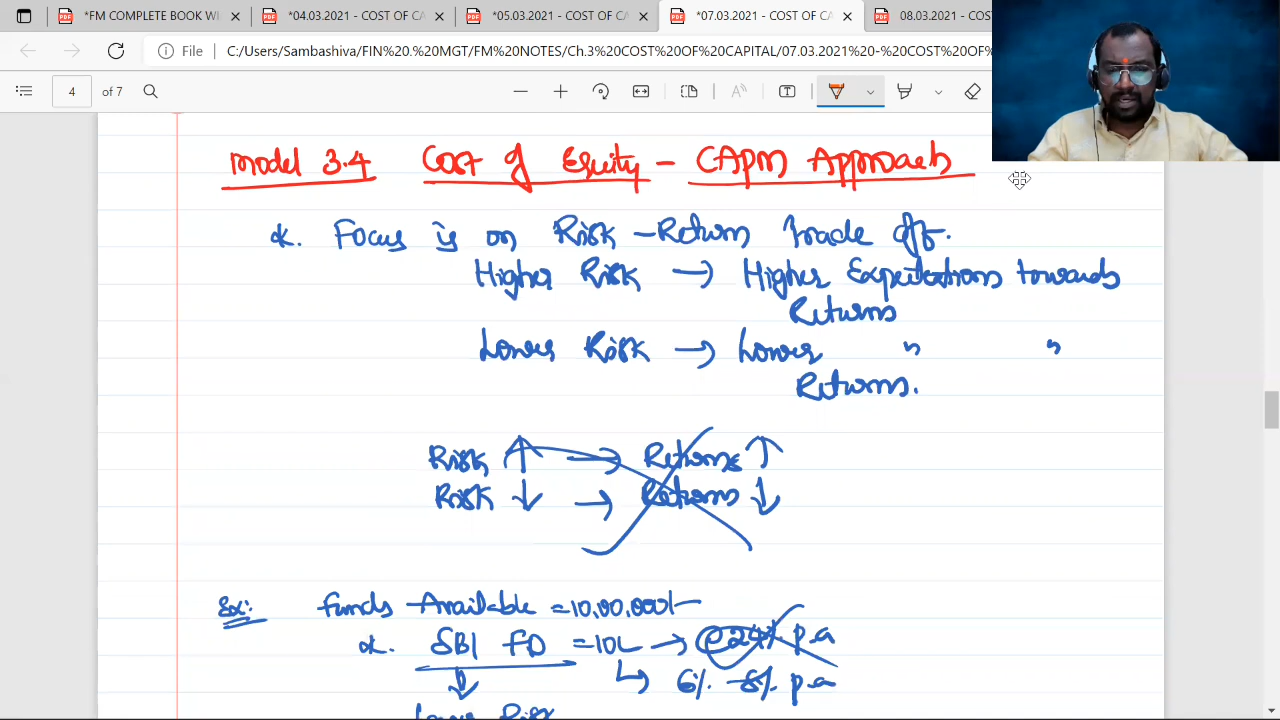 *FM COMPLETE BOOK WI
*04.03.2021 - COST OF CA
*05.03.2021 - COST OF CA
*07.03.2021 - COST OF CA
08.03.2021 - COS
File
C:/Users/Sambashiva/FIN%20.%20MGT/FM%20NOTES/Ch.3%20COST%20OF%20CAPITAL/07.03.2021%20-%20COST%20OF%
4 of 7
Model 3.4 Cost of Equity - CAPM Approach
Focus is on Risk - Return trade off.
Higher Risk → Higher Expectations towards
Returns
Lower Risk → Lower " "
Returns.
Risk ↑ → Returns ↑
Risk ↓ → Returns ↓
Ex: Funds Available = 10,00,000/-
SBI FD = 10L → @ 24% p.a
↓ ↳ 6% - 8% p.a
Lower Risk